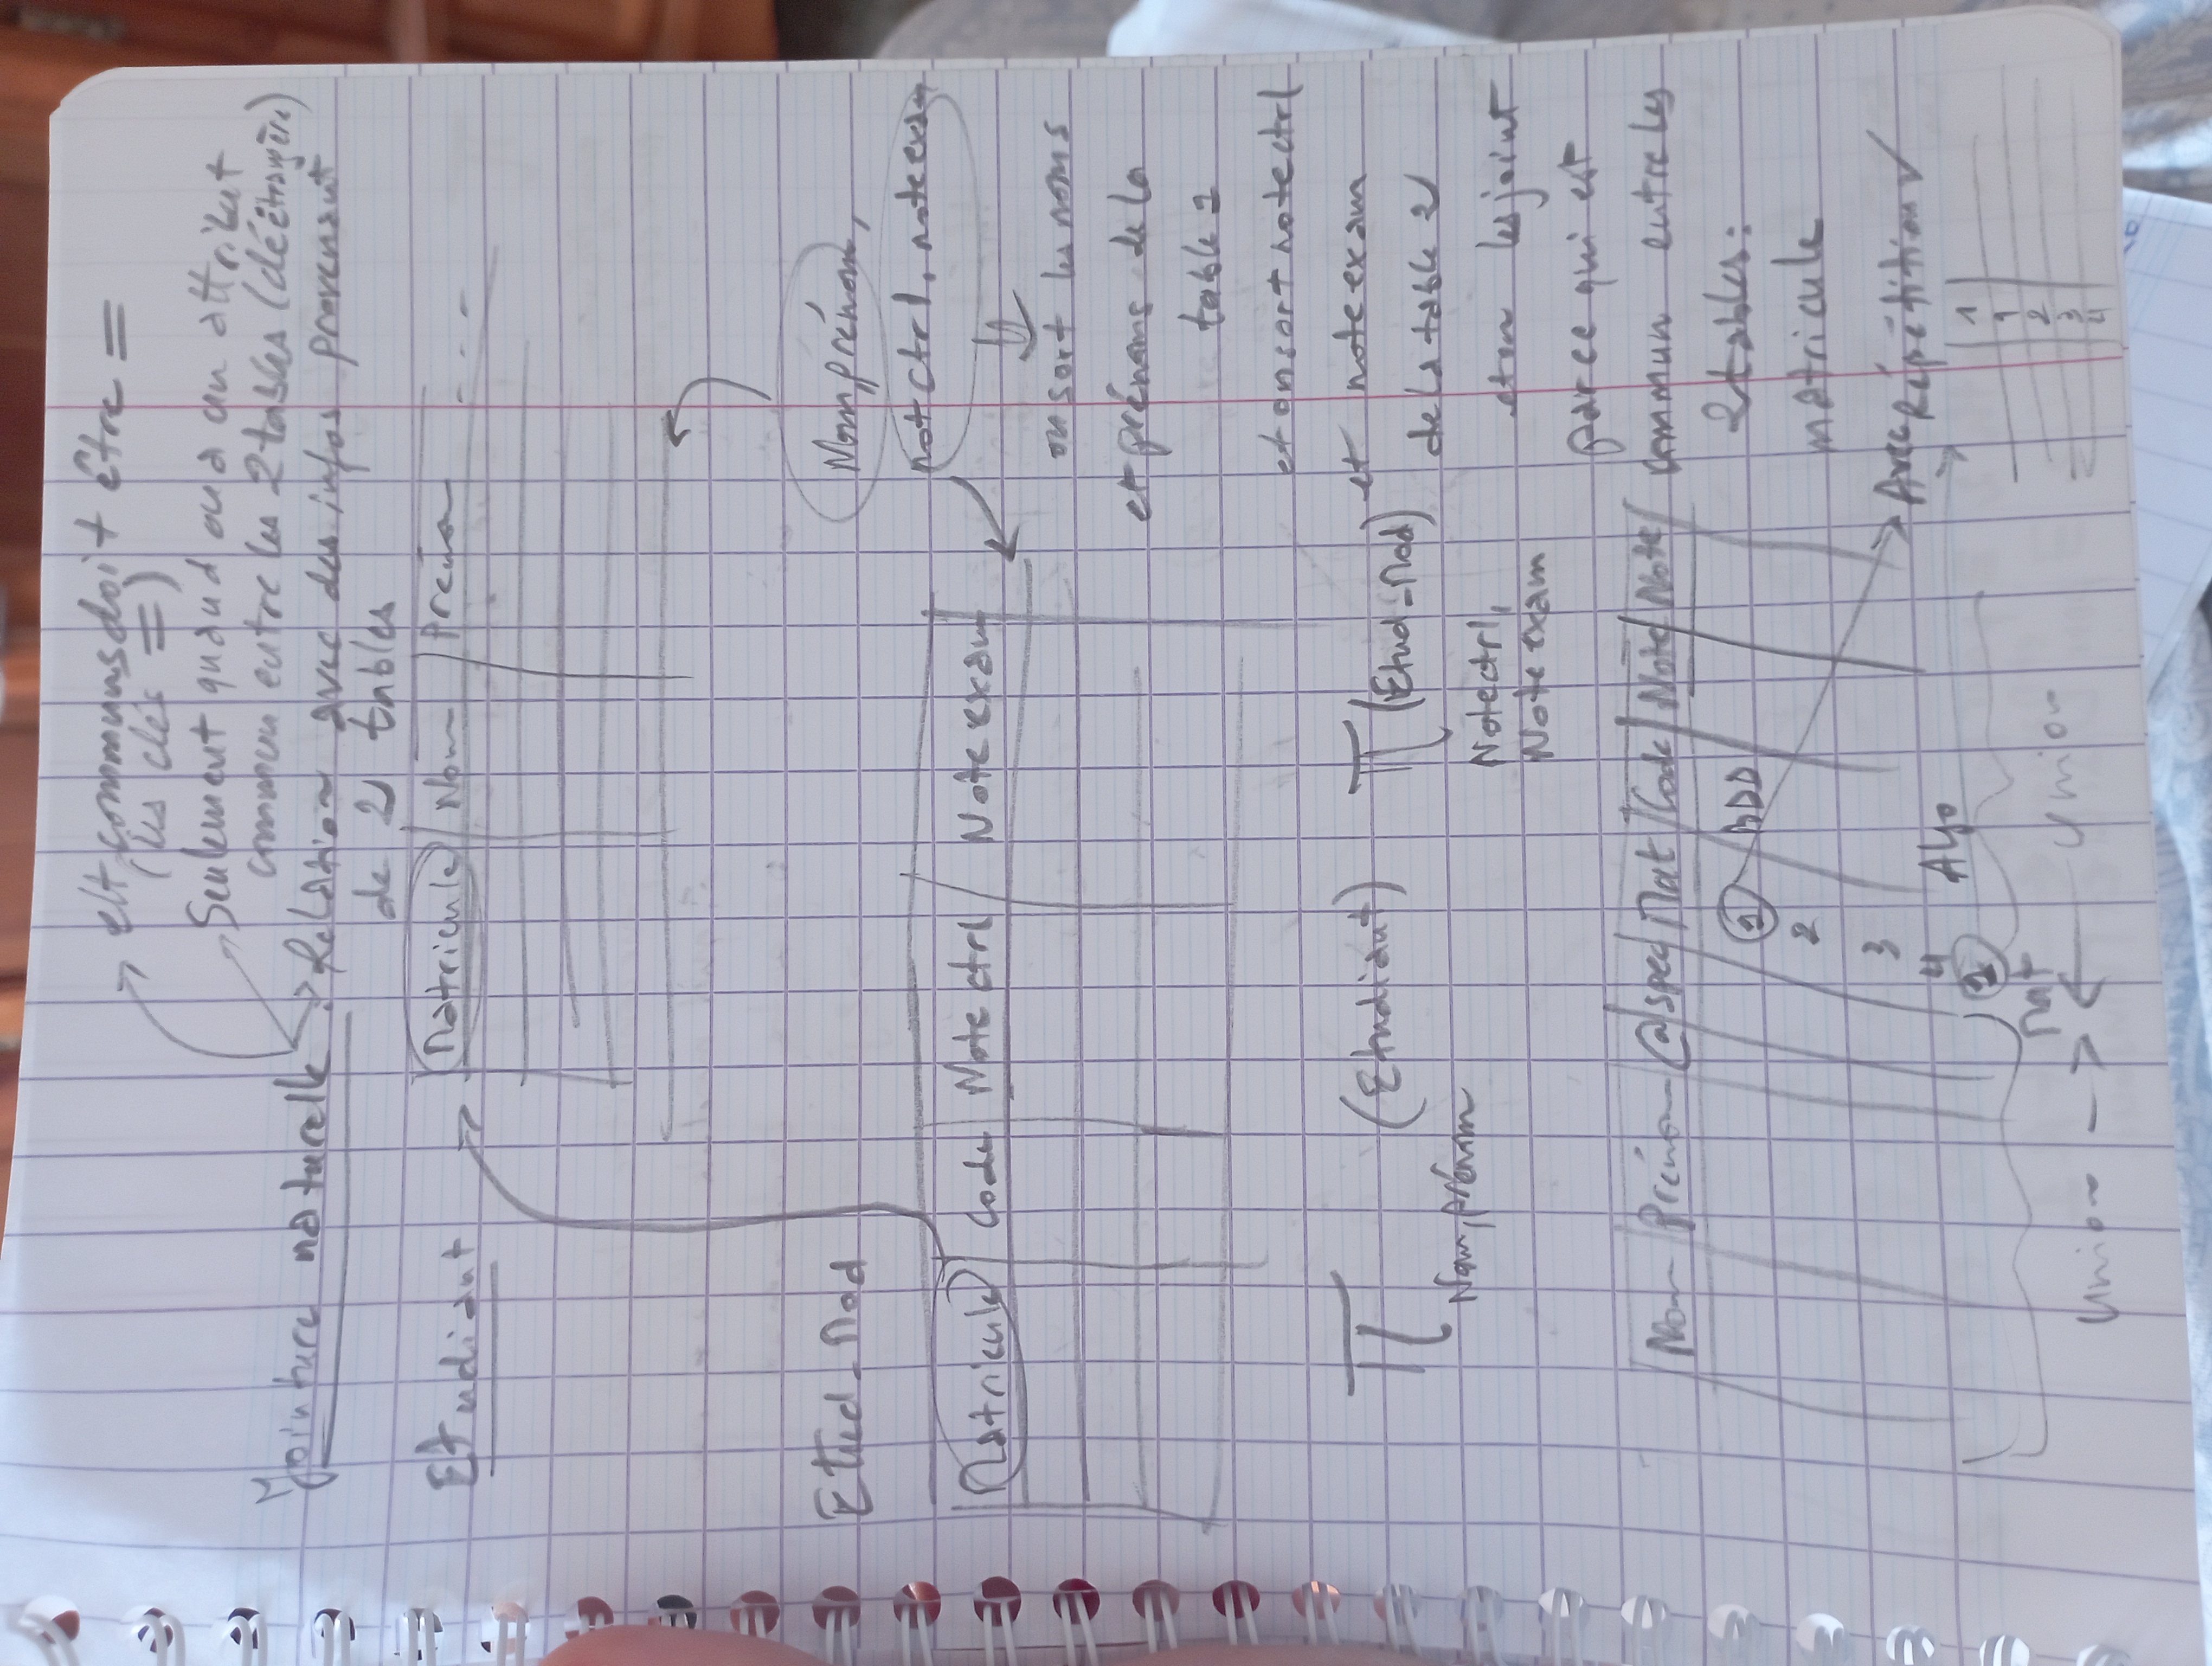 elt communs doit être =
(les clés =)
Seulement quand on a un attribut
commun entre les 2 tables (clé étrangère)
Jointure naturelle : Relation avec des infos provenant
de 2 tables
Etudiant
Matricule Nom Prénom ---
Etud_Mod
Nom, prénom,
not ctrl, note exam
Matricule Code Note ctrl Note exam
on sort les noms
et prénoms de la
table 1
et on sort note ctrl
et note exam
de la table 2
et on les joint
par ce qui est
commun entre les
2 tables :
matricule
π Nom, prénom (Etudiant)
π (Etud_Mod)
Notectrl,
Note exam
Nom Prénom @ spec Mat Code Note Note
1 BDD
2
3
4 Algo
1
Mat
Union -> <- Union
Avec Répétition ✓
1
1
2
3
4